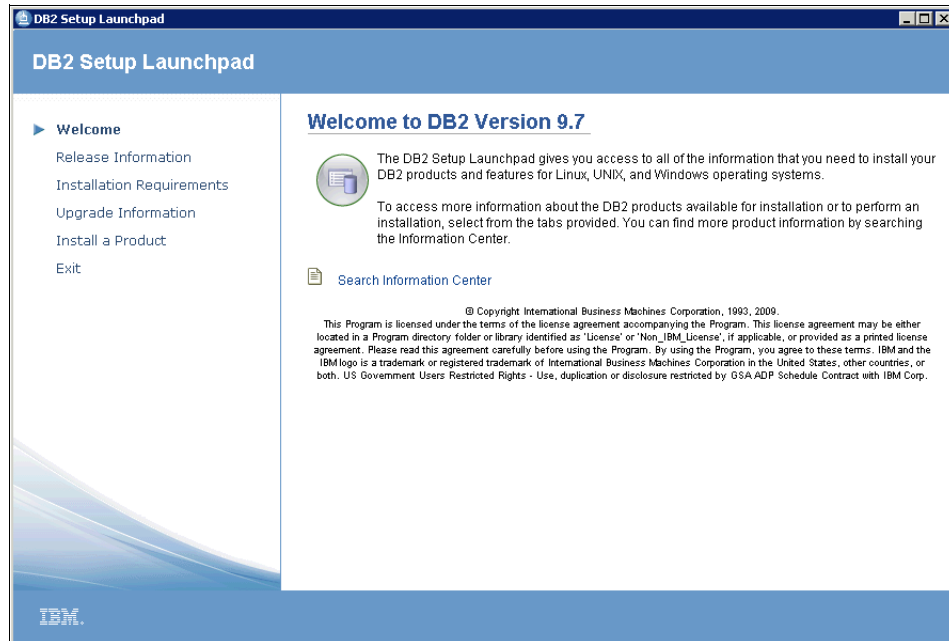 DB2 Setup Launchpad
DB2 Setup Launchpad
Welcome
Release Information
Installation Requirements
Upgrade Information
Install a Product
Exit
Welcome to DB2 Version 9.7
The DB2 Setup Launchpad gives you access to all of the information that you need to install your
DB2 products and features for Linux, UNIX, and Windows operating systems.
To access more information about the DB2 products available for installation or to perform an
installation, select from the tabs provided. You can find more product information by searching
the Information Center.
Search Information Center
© Copyright International Business Machines Corporation, 1993, 2009.
This Program is licensed under the terms of the license agreement accompanying the Program. This license agreement may be either
located in a Program directory folder or library identified as 'License' or 'Non_IBM_License', if applicable, or provided as a printed license
agreement. Please read this agreement carefully before using the Program. By using the Program, you agree to these terms. IBM and the
IBM logo is a trademark or registered trademark of International Business Machines Corporation in the United States, other countries, or
both. US Government Users Restricted Rights - Use, duplication or disclosure restricted by GSA ADP Schedule Contract with IBM Corp.
IBM.